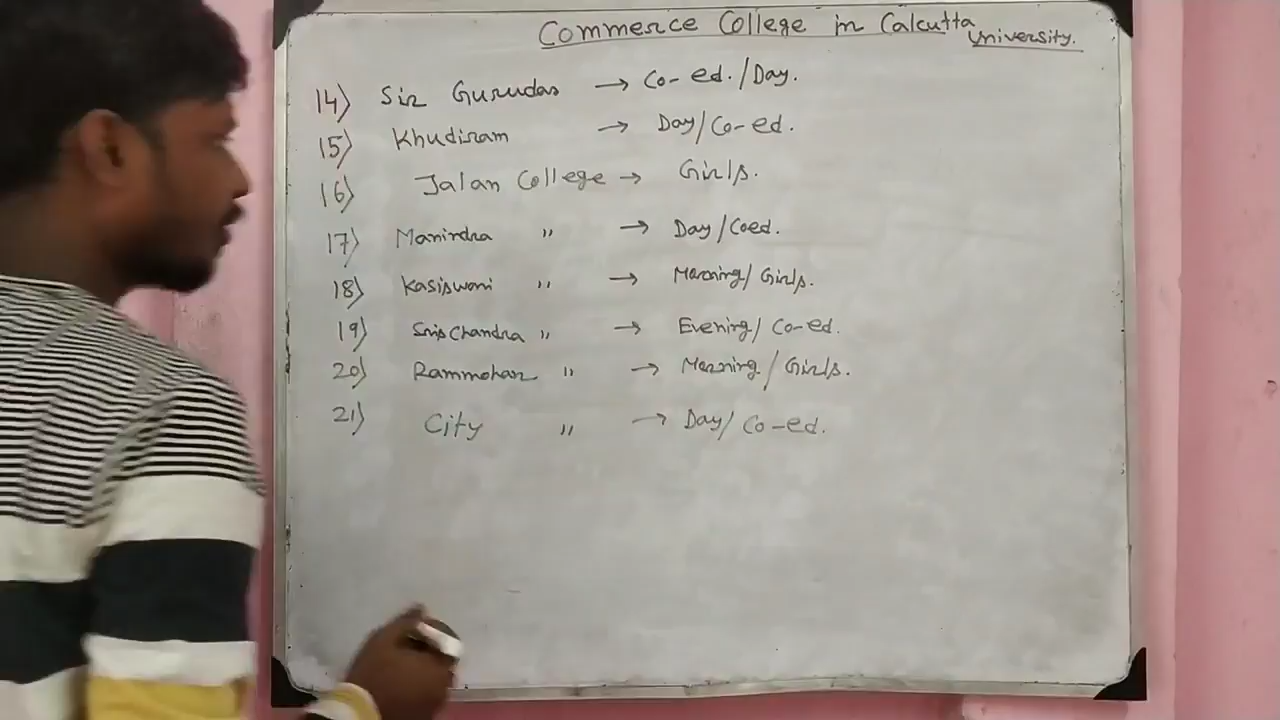 Commerce College in Calcutta University.
14) Sir Gurudas → Co-ed./Day.
15) Khudiram → Day/Co-ed.
16) Jalan College → Girls.
17) Manindra " → Day/Coed.
18) Kasiswari " → Morning/Girls.
19) Sris Chandra " → Evening/Co-ed.
20) Rammohan " → Morning/Girls.
21) City " → Day/Co-ed.